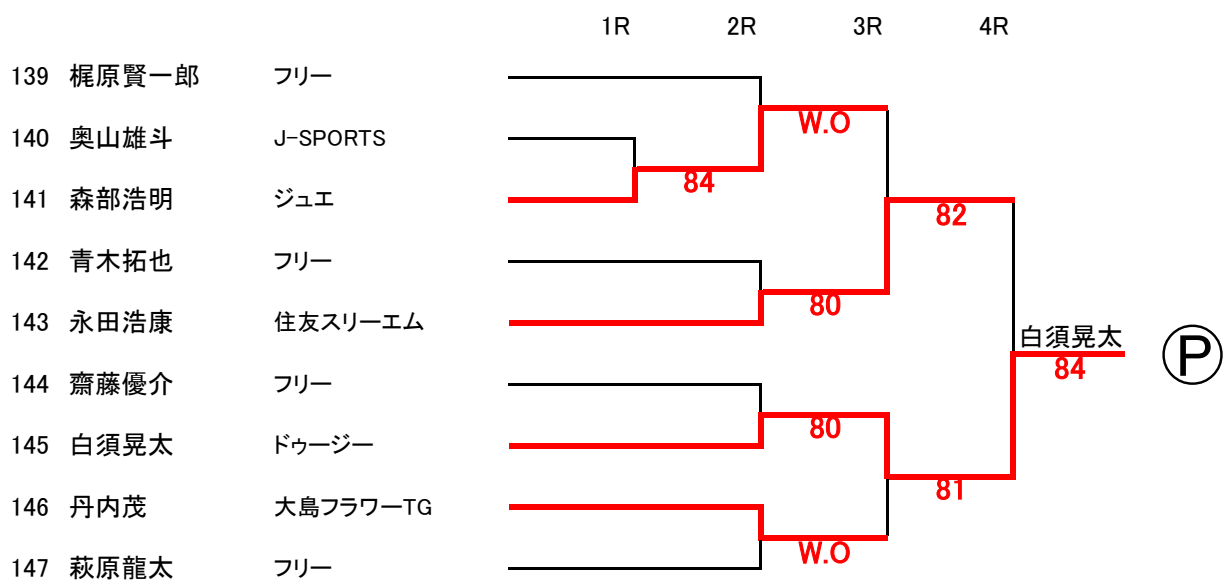 1R 2R 3R 4R
139 梶原賢一郎 フリー
W.O
140 奥山雄斗 J-SPORTS
84
141 森部浩明 ジュエ
82
142 青木拓也 フリー
80
143 永田浩康 住友スリーエム
白須晃太
P
84
144 齋藤優介 フリー
80
145 白須晃太 ドゥージー
81
146 丹内茂 大島フラワーTG
W.O
147 萩原龍太 フリー